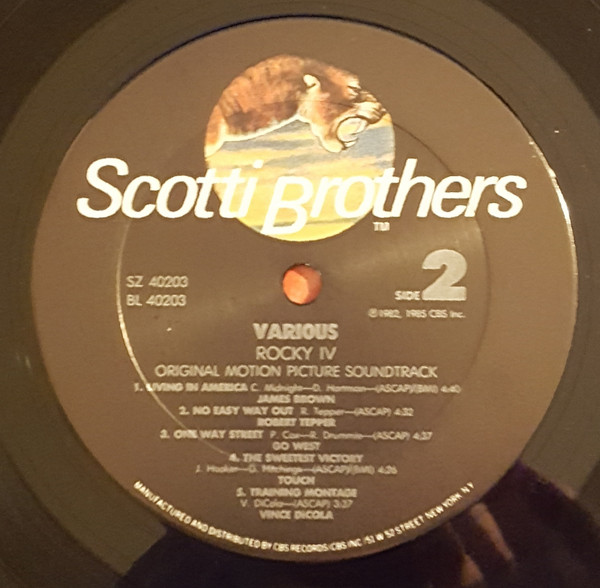 Scotti Brothers
TM
SZ 40203
BL 40203
SIDE 2
℗ 1982, 1985 CBS Inc.
VARIOUS
ROCKY IV
ORIGINAL MOTION PICTURE SOUNDTRACK
1. LIVING IN AMERICA C. Midnight—D. Hartman—(ASCAP)/(BMI) 4:40
JAMES BROWN
2. NO EASY WAY OUT R. Tepper—(ASCAP) 4:32
ROBERT TEPPER
3. ONE WAY STREET P. Cox—R. Drummie—(ASCAP) 4:37
GO WEST
4. THE SWEETEST VICTORY
J. Hooker—D. Hitchings—(ASCAP)/(BMI) 4:26
TOUCH
5. TRAINING MONTAGE
V. DiCola—(ASCAP) 3:37
VINCE DiCOLA
MANUFACTURED AND DISTRIBUTED BY CBS RECORDS/CBS INC./51 W 52 STREET/NEW YORK, N.Y.